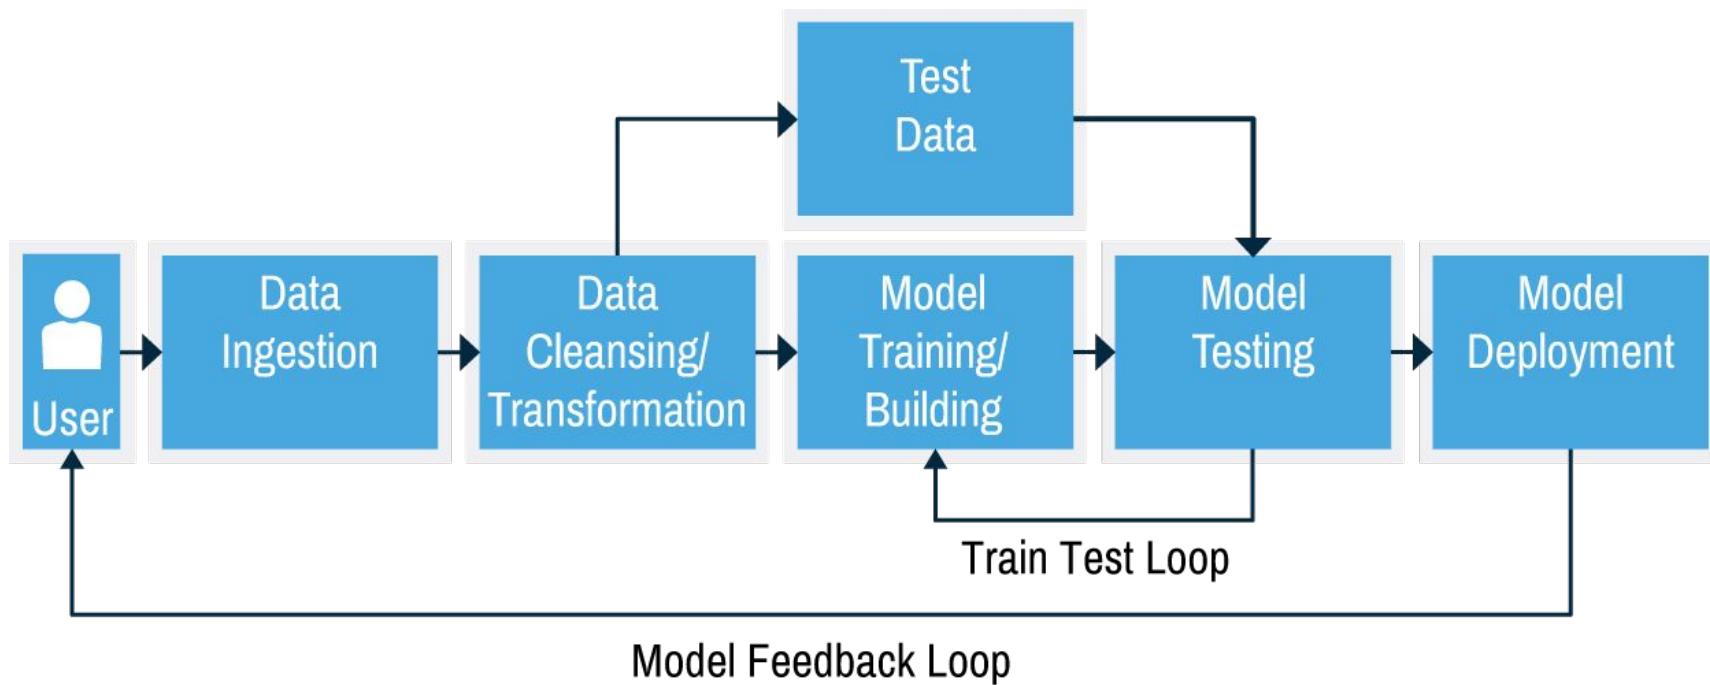 Test
Data
User
Data
Ingestion
Data
Cleansing/
Transformation
Model
Training/
Building
Model
Testing
Model
Deployment
Train Test Loop
Model Feedback Loop